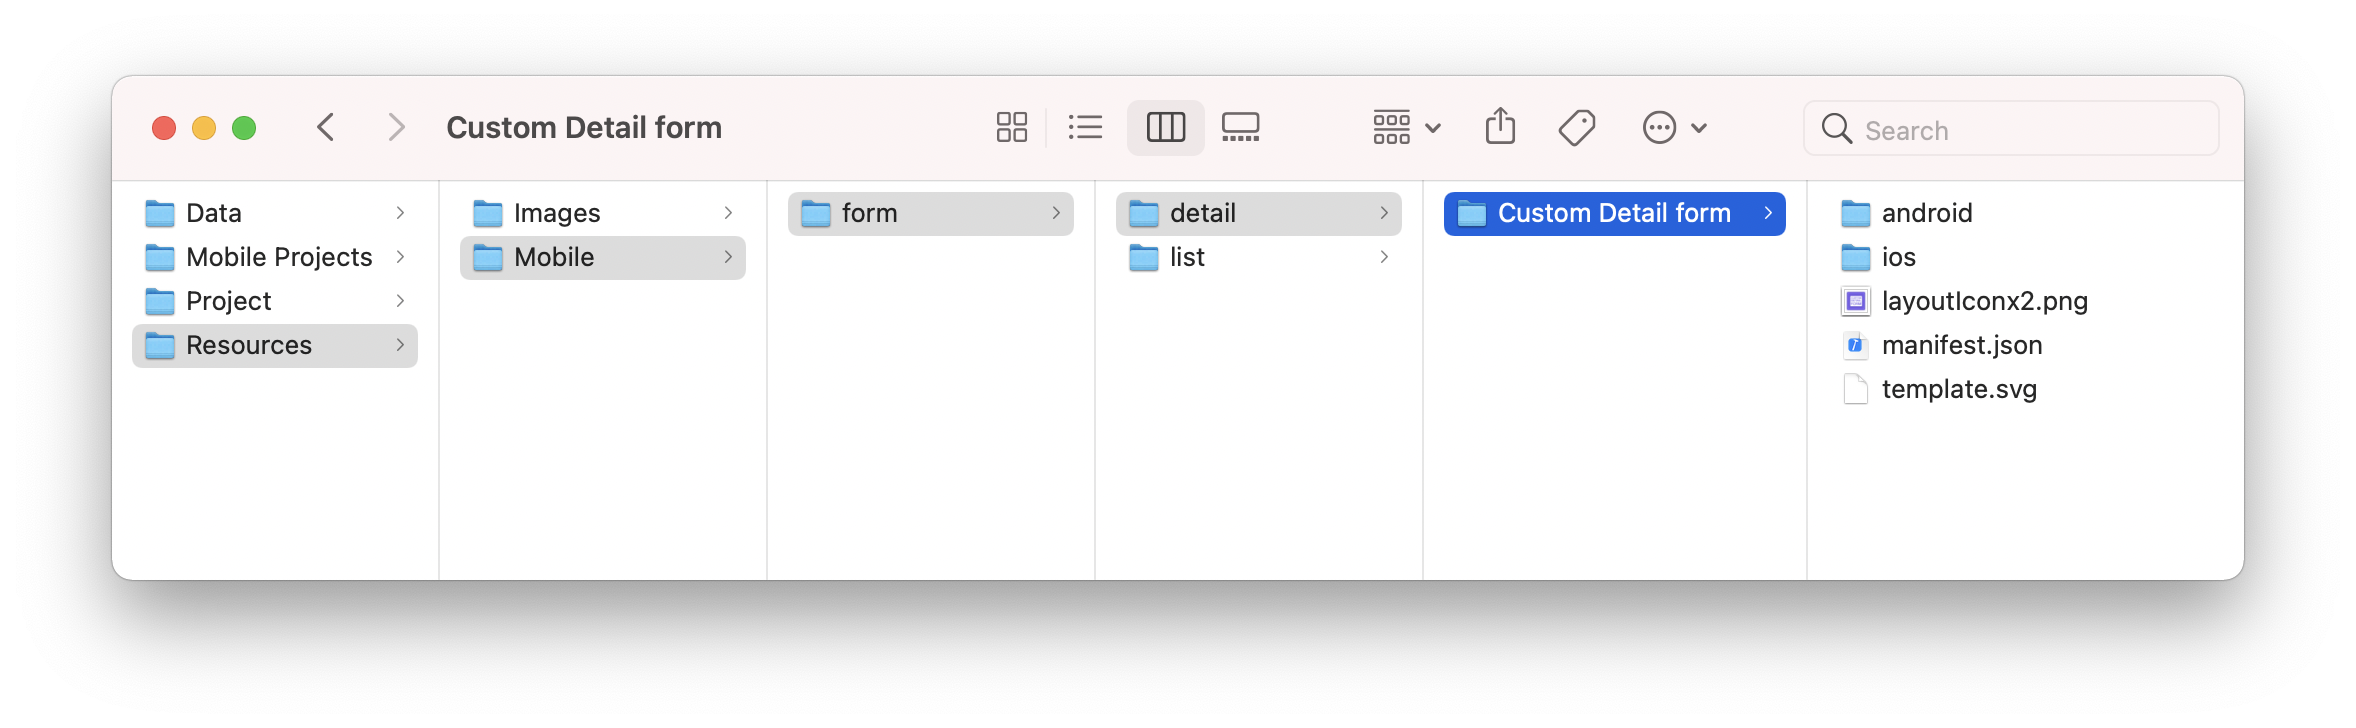 Custom Detail form
Search
Data
Mobile Projects
Project
Resources
Images
Mobile
form
detail
list
Custom Detail form
android
ios
layoutIconx2.png
manifest.json
template.svg